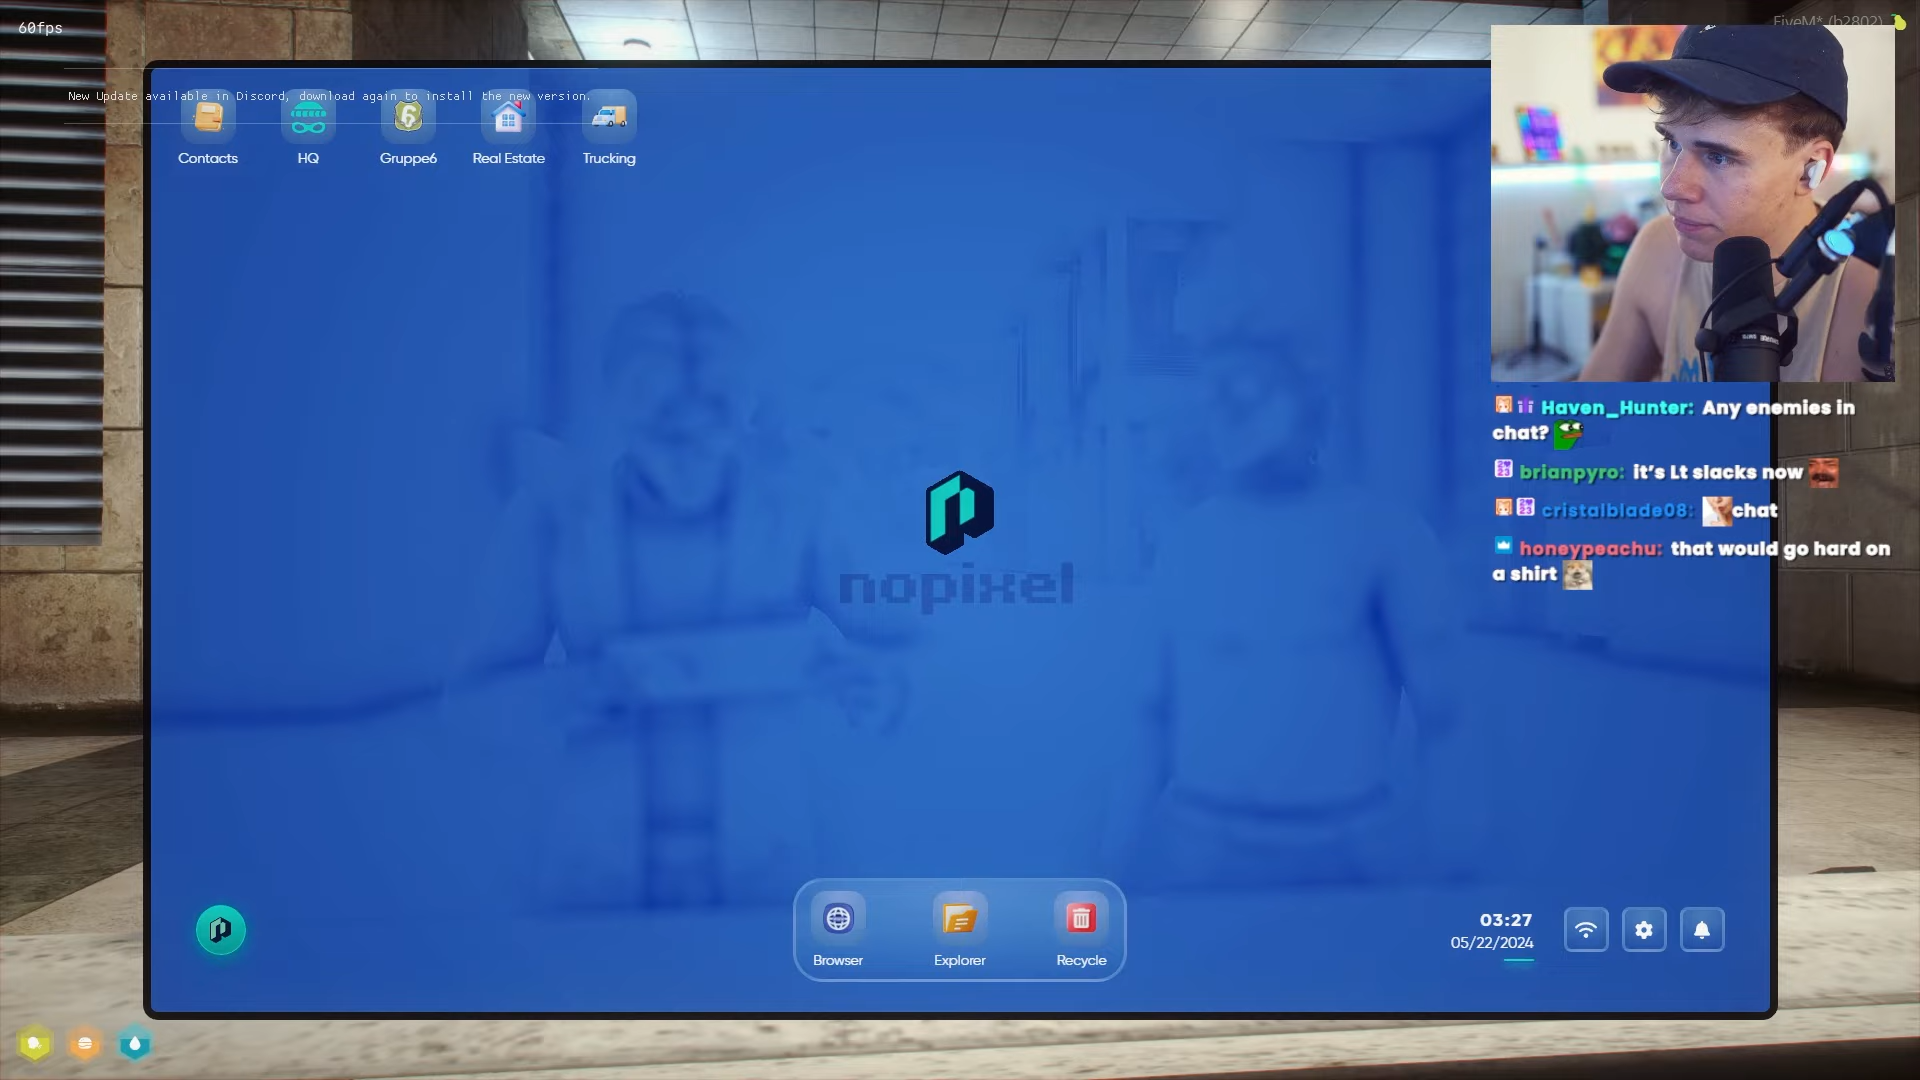 60fps
FiveM* (b2802)
New Update available in Discord, download again to install the new version.
Contacts
HQ
Gruppe6
Real Estate
Trucking
Haven_Hunter: Any enemies in
chat?
brianpyro: it's Lt slacks now
cristalblade08: chat
honeypeachu: that would go hard on
a shirt
nopixel
Browser
Explorer
Recycle
03:27
05/22/2024